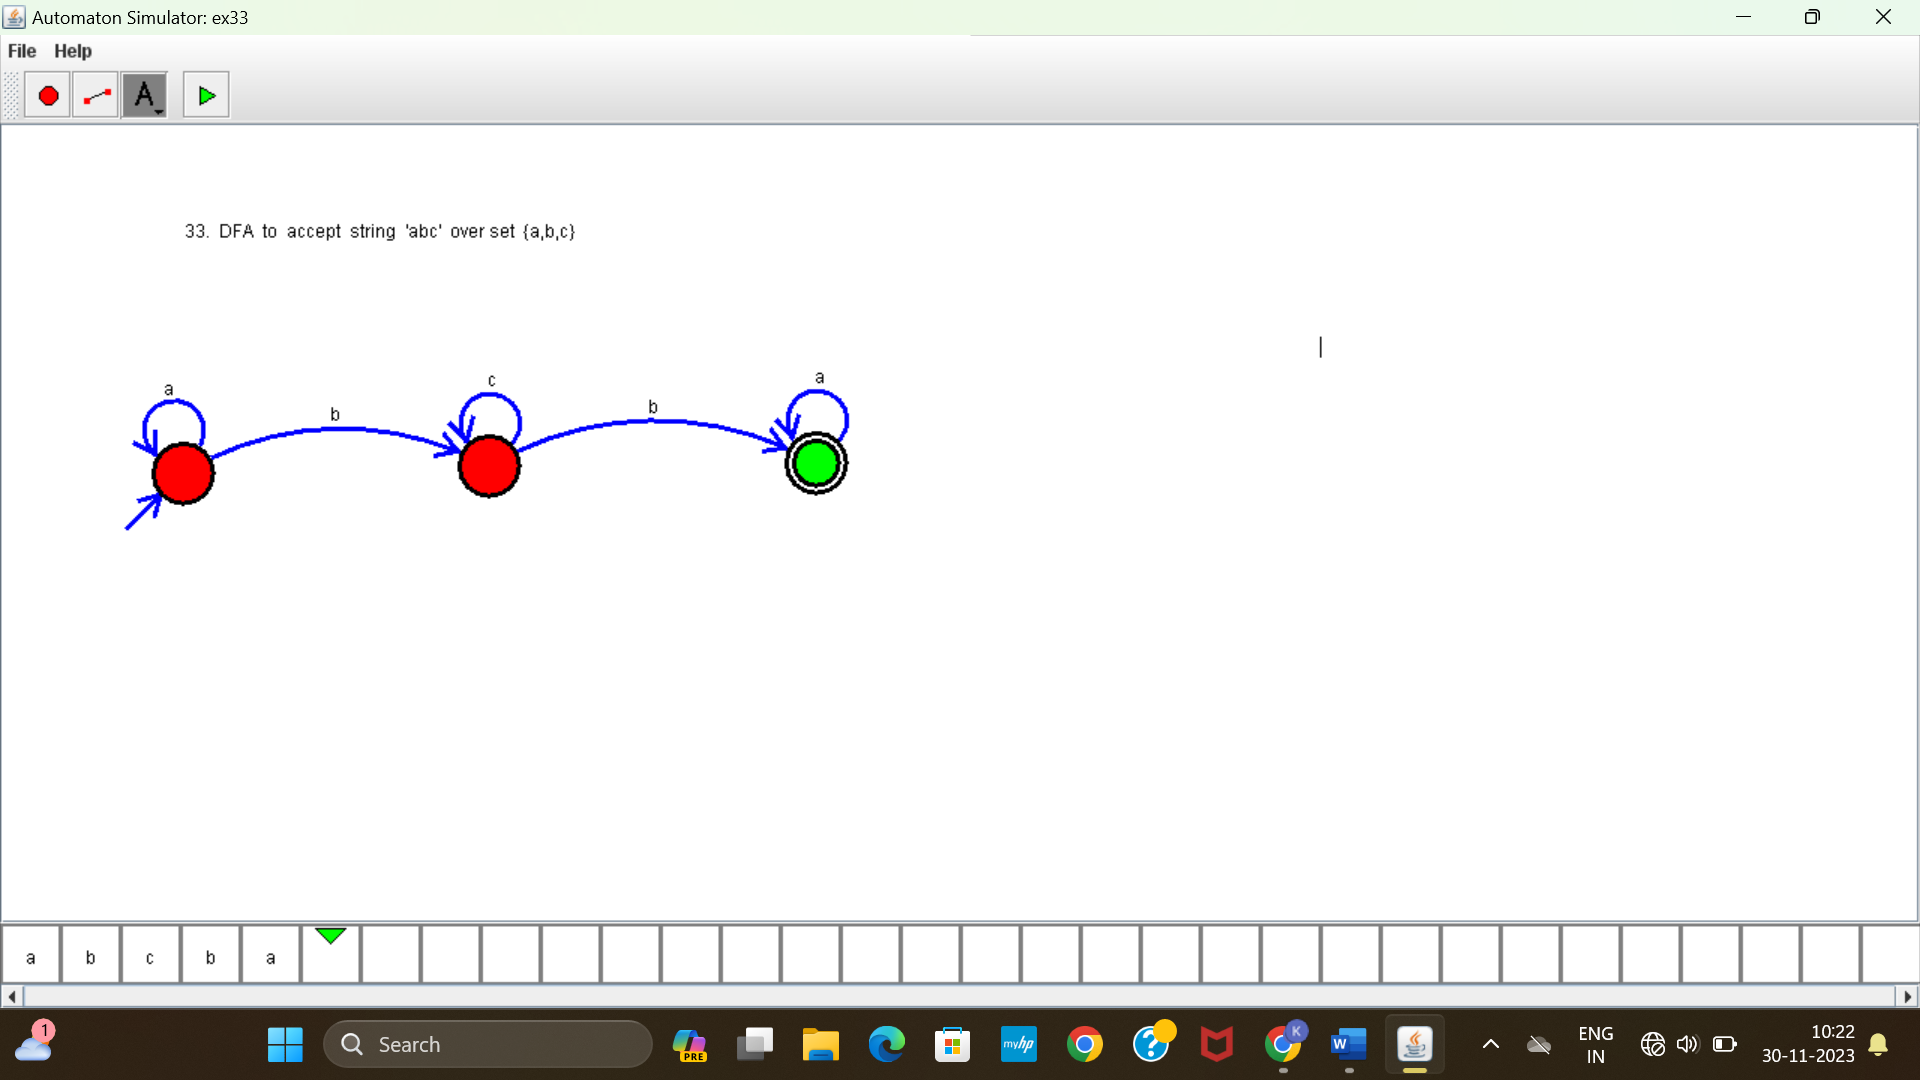 Automaton Simulator: ex33
File Help
A
33. DFA to accept string 'abc' over set {a,b,c}
a
b
c
b
a
a b c b a
1
Search
PRE
myhp
?
K
W
ENG
IN
10:22
30-11-2023